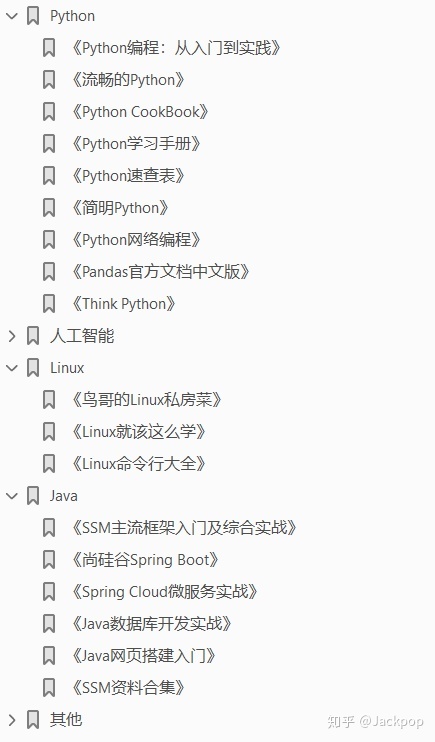 Python
《Python编程：从入门到实践》
《流畅的Python》
《Python CookBook》
《Python学习手册》
《Python速查表》
《简明Python》
《Python网络编程》
《Pandas官方文档中文版》
《Think Python》
人工智能
Linux
《鸟哥的Linux私房菜》
《Linux就该这么学》
《Linux命令行大全》
Java
《SSM主流框架入门及综合实战》
《尚硅谷Spring Boot》
《Spring Cloud微服务实战》
《Java数据库开发实战》
《Java网页搭建入门》
《SSM资料合集》
其他
知乎 @Jackpop